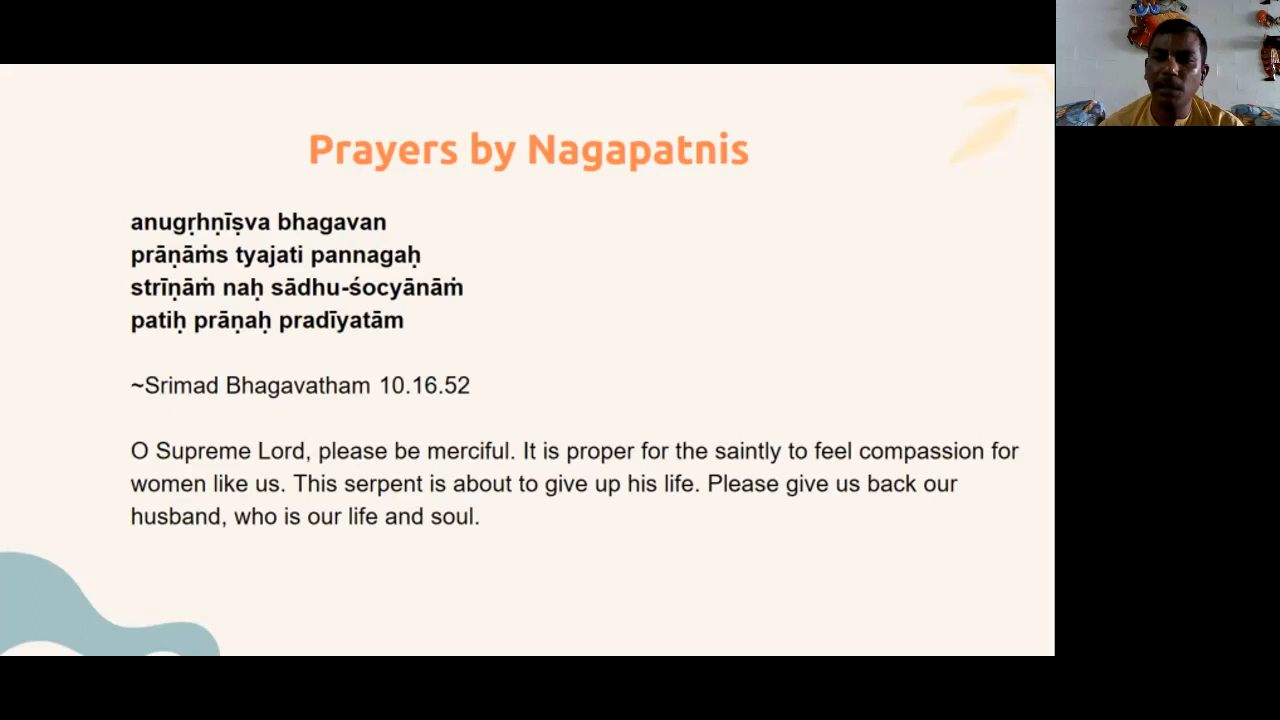 Prayers by Nagapatnis
anugṛhṇīṣva bhagavan
prāṇāṁs tyajati pannagaḥ
strīṇāṁ naḥ sādhu-śocyānāṁ
patiḥ prāṇaḥ pradīyatām
~Srimad Bhagavatham 10.16.52
O Supreme Lord, please be merciful. It is proper for the saintly to feel compassion for
women like us. This serpent is about to give up his life. Please give us back our
husband, who is our life and soul.